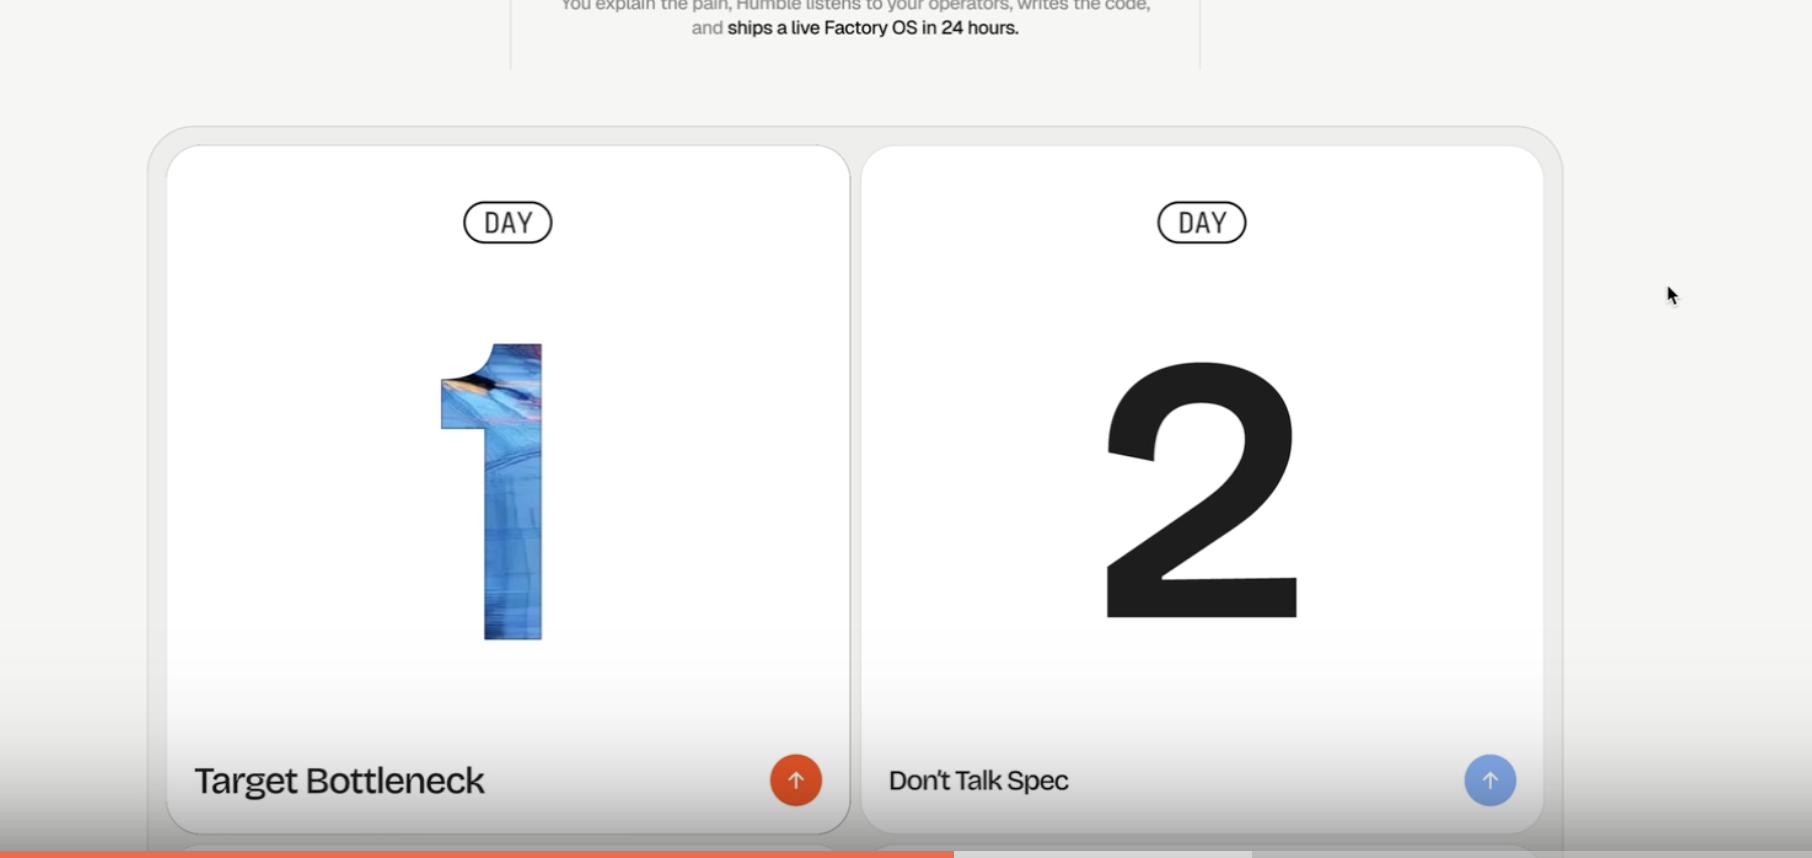 You explain the pain, Humble listens to your operators, writes the code,
and ships a live Factory OS in 24 hours.
DAY
1
Target Bottleneck
DAY
2
Don't Talk Spec